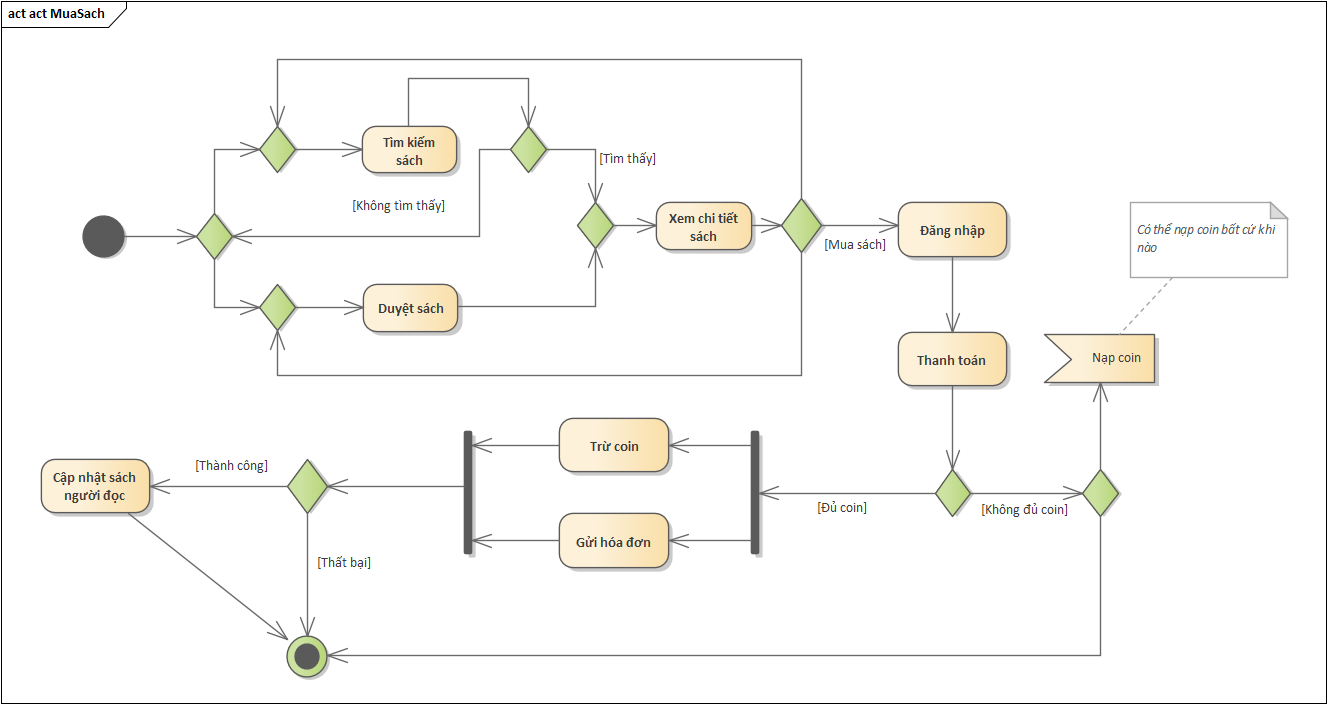 act act MuaSach
Tìm kiếm
sách
[Tìm thấy]
[Không tìm thấy]
Xem chi tiết
sách
[Mua sách]
Đăng nhập
Có thể nạp coin bất cứ khi
nào
Duyệt sách
Thanh toán
Nạp coin
Trừ coin
[Thành công]
Cập nhật sách
người đọc
[Đủ coin]
[Không đủ coin]
Gửi hóa đơn
[Thất bại]